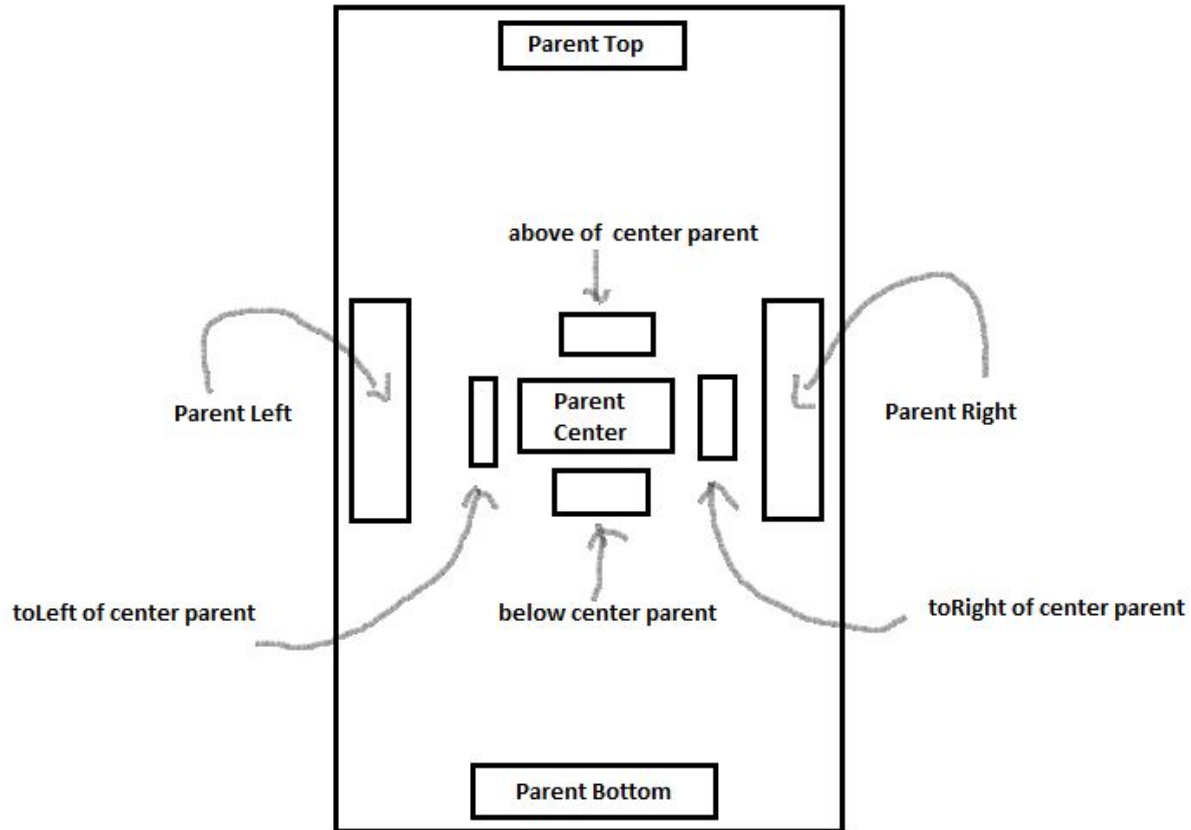 Parent Top
above of center parent
Parent Left
Parent
Center
Parent Right
toLeft of center parent
below center parent
toRight of center parent
Parent Bottom